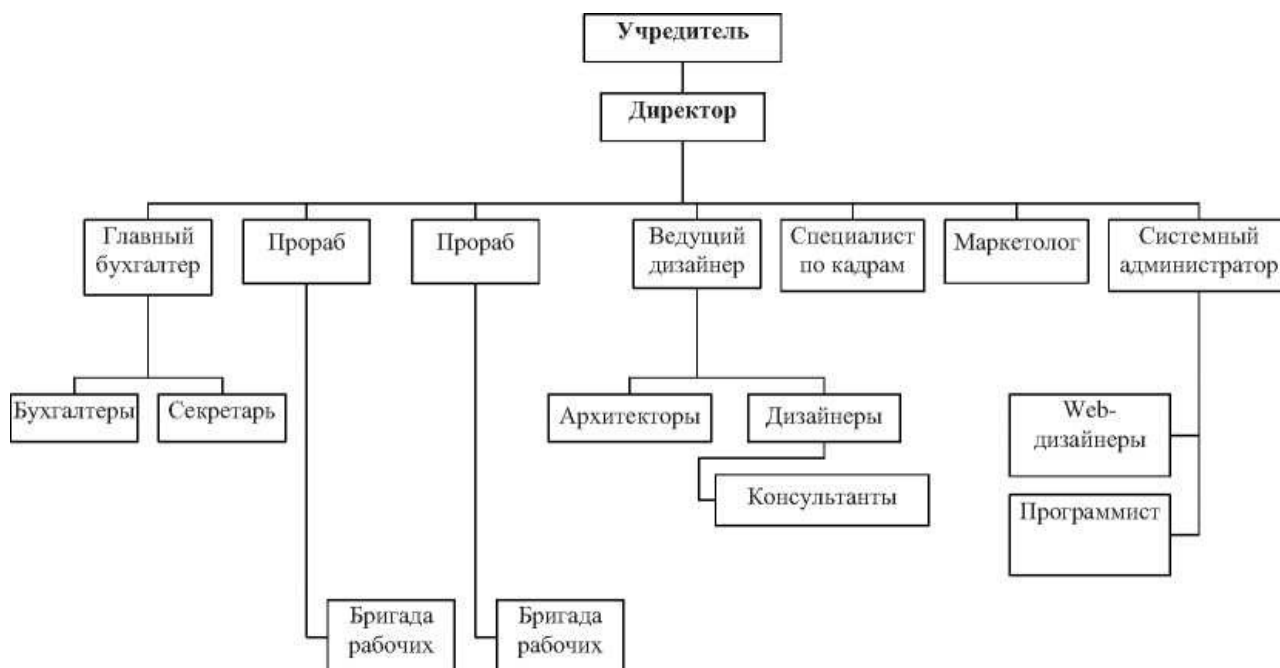 Учредитель
Директор
Главный
бухгалтер
Прораб
Прораб
Ведущий
дизайнер
Специалист
по кадрам
Маркетолог
Системный
администратор
Бухгалтеры
Секретарь
Архитекторы
Дизайнеры
Консультанты
Web-
дизайнеры
Программист
Бригада
рабочих
Бригада
рабочих